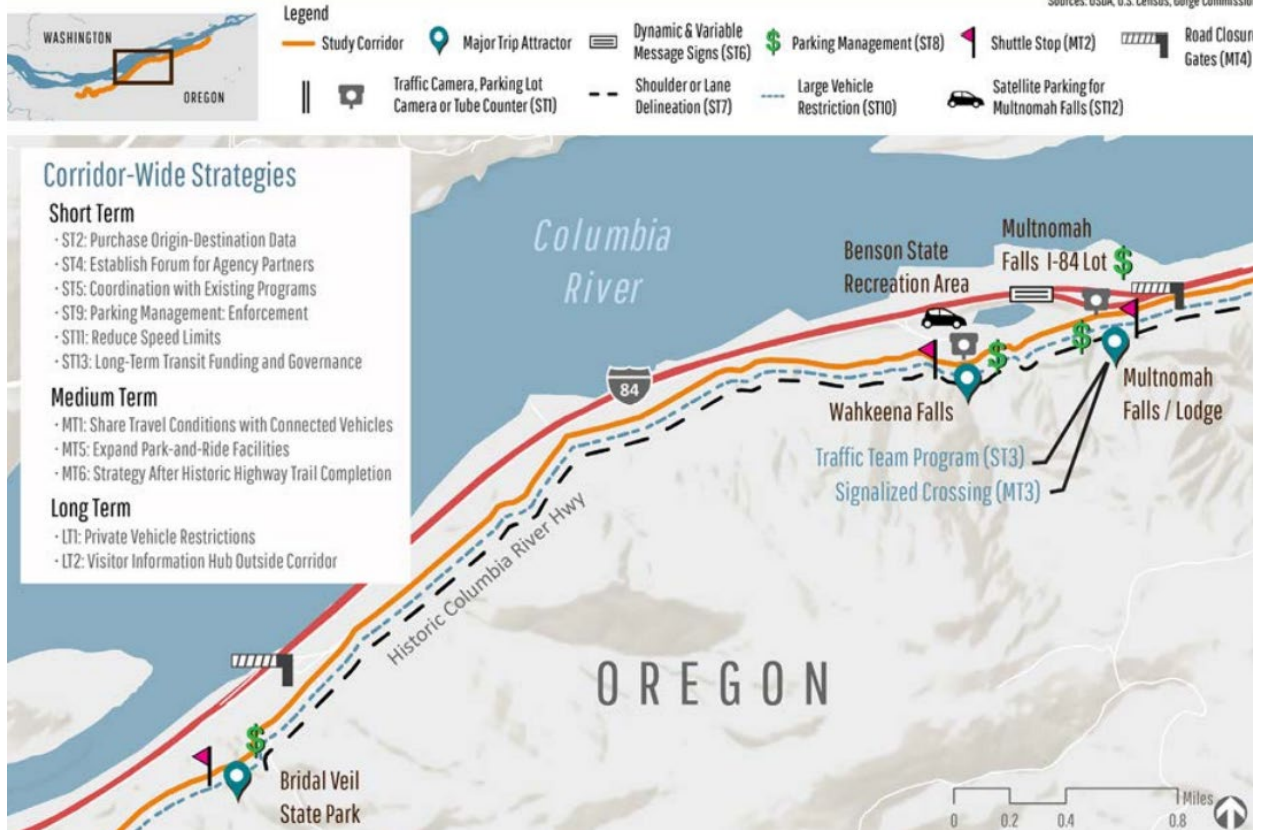 Sources: USDA, U.S. Census, Gorge Commission
Legend
Study Corridor
Major Trip Attractor
Dynamic & Variable
Message Signs (ST6)
Parking Management (ST8)
Shuttle Stop (MT2)
Road Closur
Gates (MT4)
Traffic Camera, Parking Lot
Camera or Tube Counter (ST1)
Shoulder or Lane
Delineation (ST7)
Large Vehicle
Restriction (ST10)
Satellite Parking for
Multnomah Falls (ST12)
WASHINGTON
OREGON
Corridor-Wide Strategies
Short Term
· ST2: Purchase Origin-Destination Data
· ST4: Establish Forum for Agency Partners
· ST5: Coordination with Existing Programs
· ST9: Parking Management: Enforcement
· ST11: Reduce Speed Limits
· ST13: Long-Term Transit Funding and Governance
Medium Term
· MT1: Share Travel Conditions with Connected Vehicles
· MT5: Expand Park-and-Ride Facilities
· MT6: Strategy After Historic Highway Trail Completion
Long Term
· LT1: Private Vehicle Restrictions
· LT2: Visitor Information Hub Outside Corridor
Columbia
River
Benson State
Recreation Area
Multnomah
Falls I-84 Lot
$
84
$
$
Wahkeena Falls
Multnomah
Falls / Lodge
Traffic Team Program (ST3)
Signalized Crossing (MT3)
Historic Columbia River Hwy
OREGON
$
Bridal Veil
State Park
Miles
0 0.2 0.4 0.8